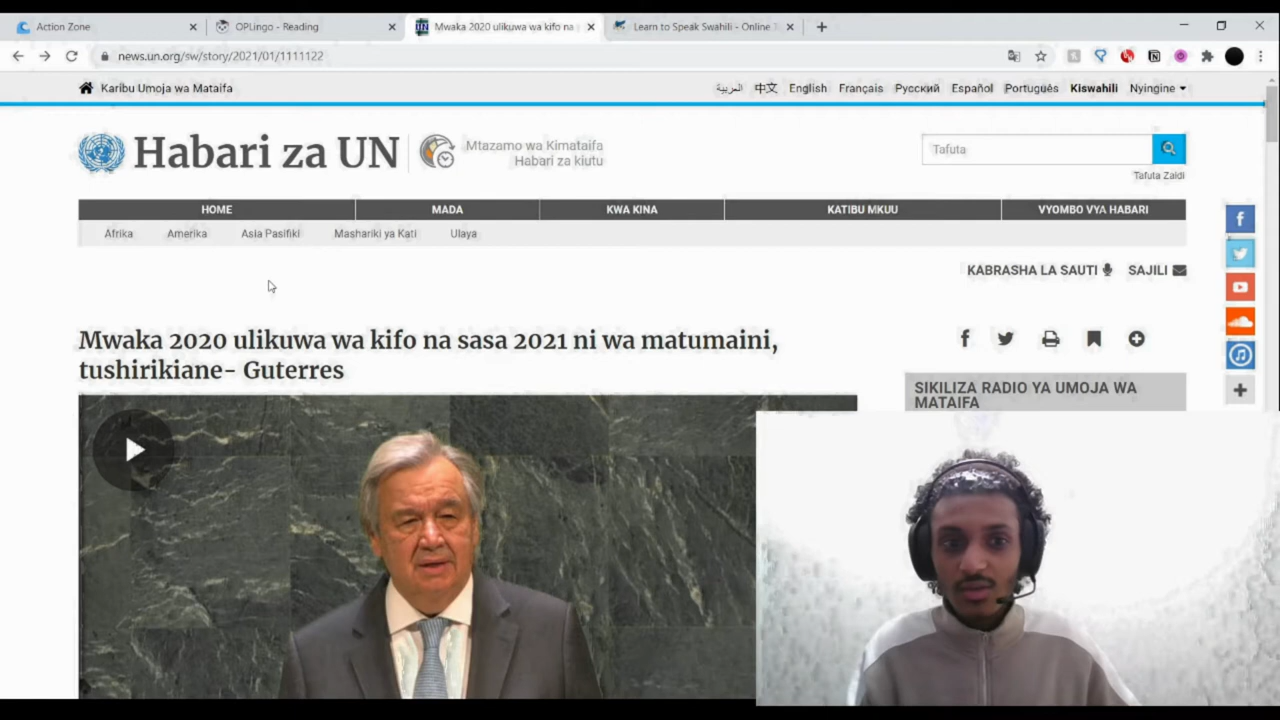 Action Zone
OPLingo - Reading
Mwaka 2020 ulikuwa wa kifo na
Learn to Speak Swahili - Online
news.un.org/sw/story/2021/01/1111122
Karibu Umoja wa Mataifa
العربية 中文 English Français Русский Español Português Kiswahili Nyingine
UN
Habari za UN
Mtazamo wa Kimataifa
Habari za kiutu
Tafuta
Tafuta Zaidi
HOME MADA KWA KINA KATIBU MKUU VYOMBO VYA HABARI
Afrika Amerika Asia Pasifiki Mashariki ya Kati Ulaya
KABRASHA LA SAUTI SAJILI
Mwaka 2020 ulikuwa wa kifo na sasa 2021 ni wa matumaini,
tushirikiane- Guterres
SIKILIZA RADIO YA UMOJA WA
MATAIFA